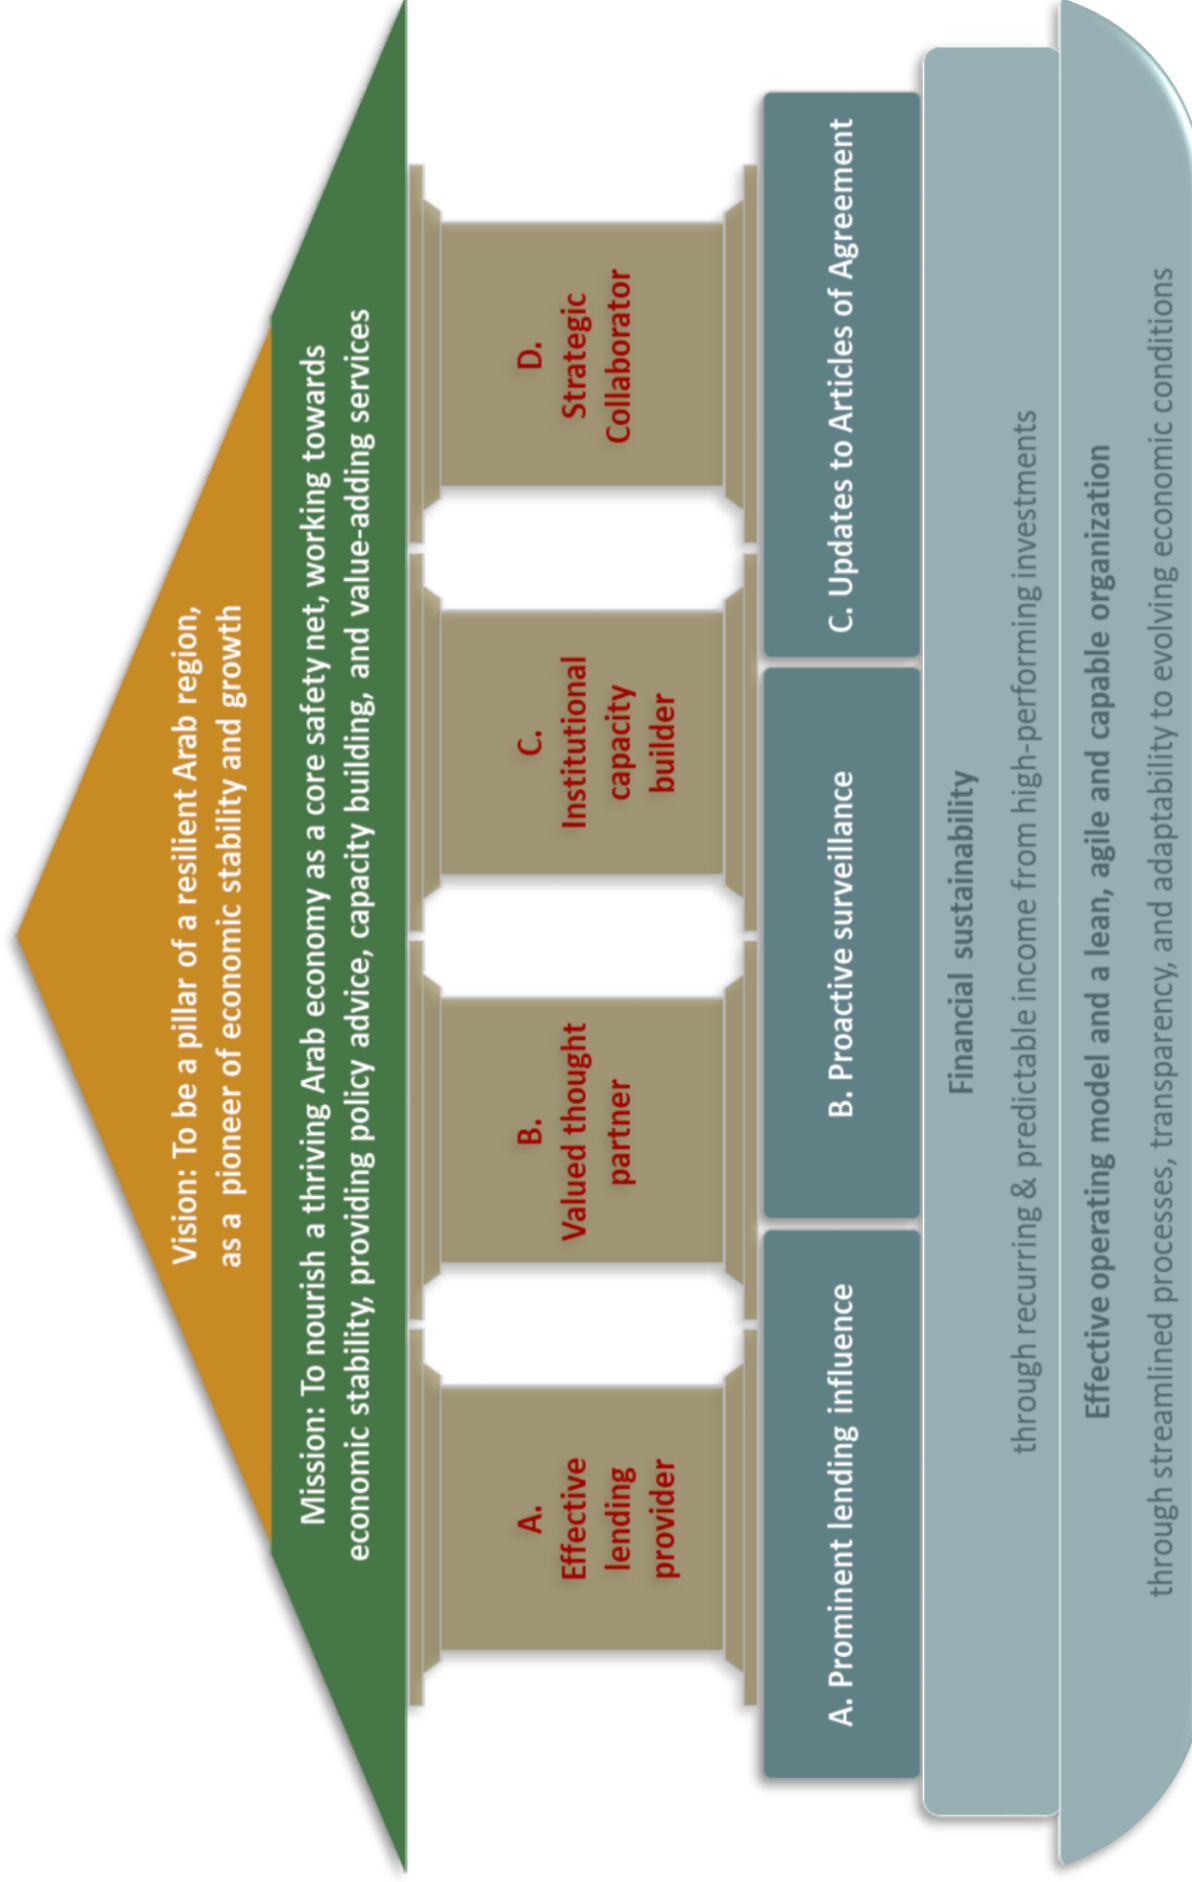 Vision: To be a pillar of a resilient Arab region,
as a pioneer of economic stability and growth
Mission: To nourish a thriving Arab economy as a core safety net, working towards
economic stability, providing policy advice, capacity building, and value-adding services
A.
Effective
lending
provider
B.
Valued thought
partner
C.
Institutional
capacity
builder
D.
Strategic
Collaborator
A. Prominent lending influence
B. Proactive surveillance
C. Updates to Articles of Agreement
Financial sustainability
through recurring & predictable income from high-performing investments
Effective operating model and a lean, agile and capable organization
through streamlined processes, transparency, and adaptability to evolving economic conditions